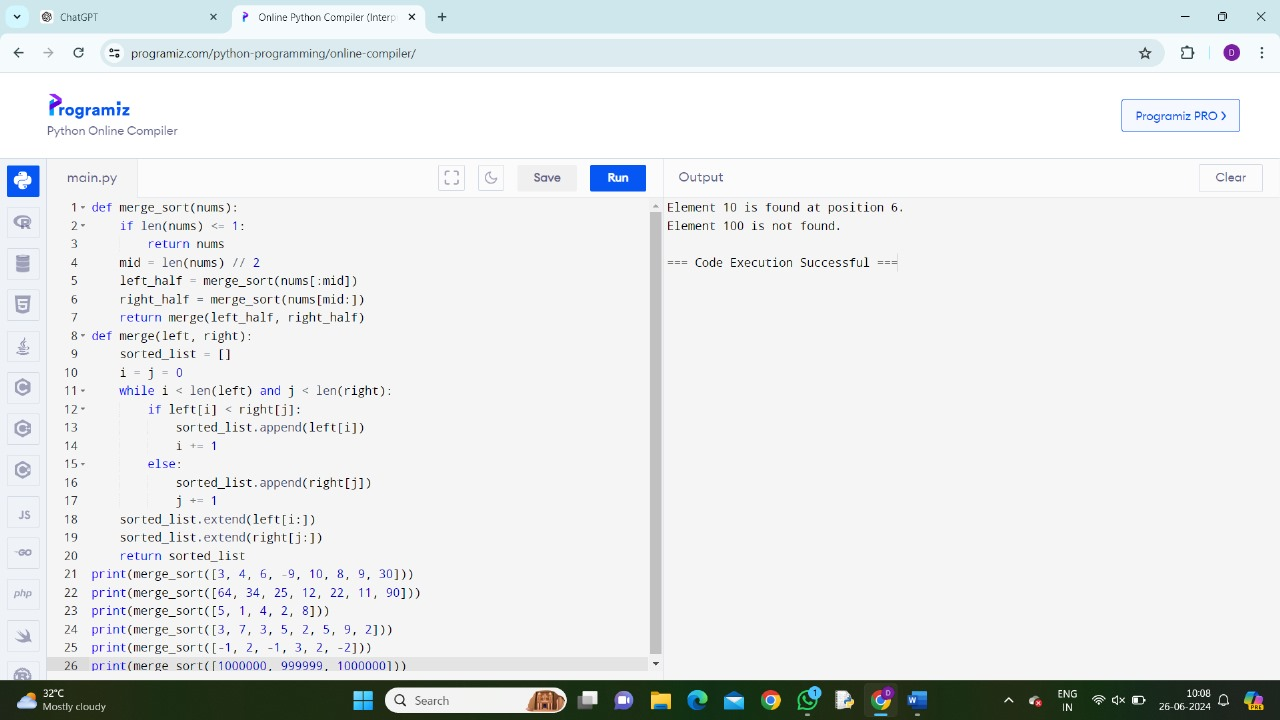 ChatGPT
Online Python Compiler (Interp
programiz.com/python-programming/online-compiler/
D
Programiz
Python Online Compiler
Programiz PRO
main.py
Save
Run
Output
Clear
1 def merge_sort(nums):
2 if len(nums) <= 1:
3 return nums
4 mid = len(nums) // 2
5 left_half = merge_sort(nums[:mid])
6 right_half = merge_sort(nums[mid:])
7 return merge(left_half, right_half)
8 def merge(left, right):
9 sorted_list = []
10 i = j = 0
11 while i < len(left) and j < len(right):
12 if left[i] < right[j]:
13 sorted_list.append(left[i])
14 i += 1
15 else:
16 sorted_list.append(right[j])
17 j += 1
18 sorted_list.extend(left[i:])
19 sorted_list.extend(right[j:])
20 return sorted_list
21 print(merge_sort([3, 4, 6, -9, 10, 8, 9, 30]))
22 print(merge_sort([64, 34, 25, 12, 22, 11, 90]))
23 print(merge_sort([5, 1, 4, 2, 8]))
24 print(merge_sort([3, 7, 3, 5, 2, 5, 9, 2]))
25 print(merge_sort([-1, 2, -1, 3, 2, -2]))
26 print(merge_sort([1000000, 999999, 1000000]))
Element 10 is found at position 6.
Element 100 is not found.
=== Code Execution Successful ===
JS
GO
php
32°C
Mostly cloudy
Search
1
D
ENG
IN
10:08
26-06-2024
PRE